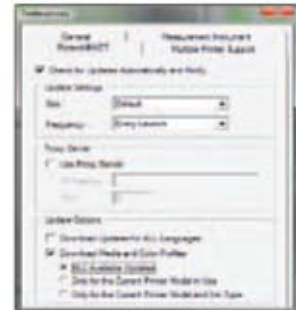 Preferences
General Measurement Instrument
Multiple Printer Support
Check for Updates Automatically and Notify
Update Settings
Site: Default
Frequency: Every Launch
Proxy Server
Use Proxy Server
Update Options
Download Updates for ALL Languages
Download Media and Color Profiles
ALL Available Updates
Only for the Current Printer Model in Use
Only for the Current Printer Model and Ink Type